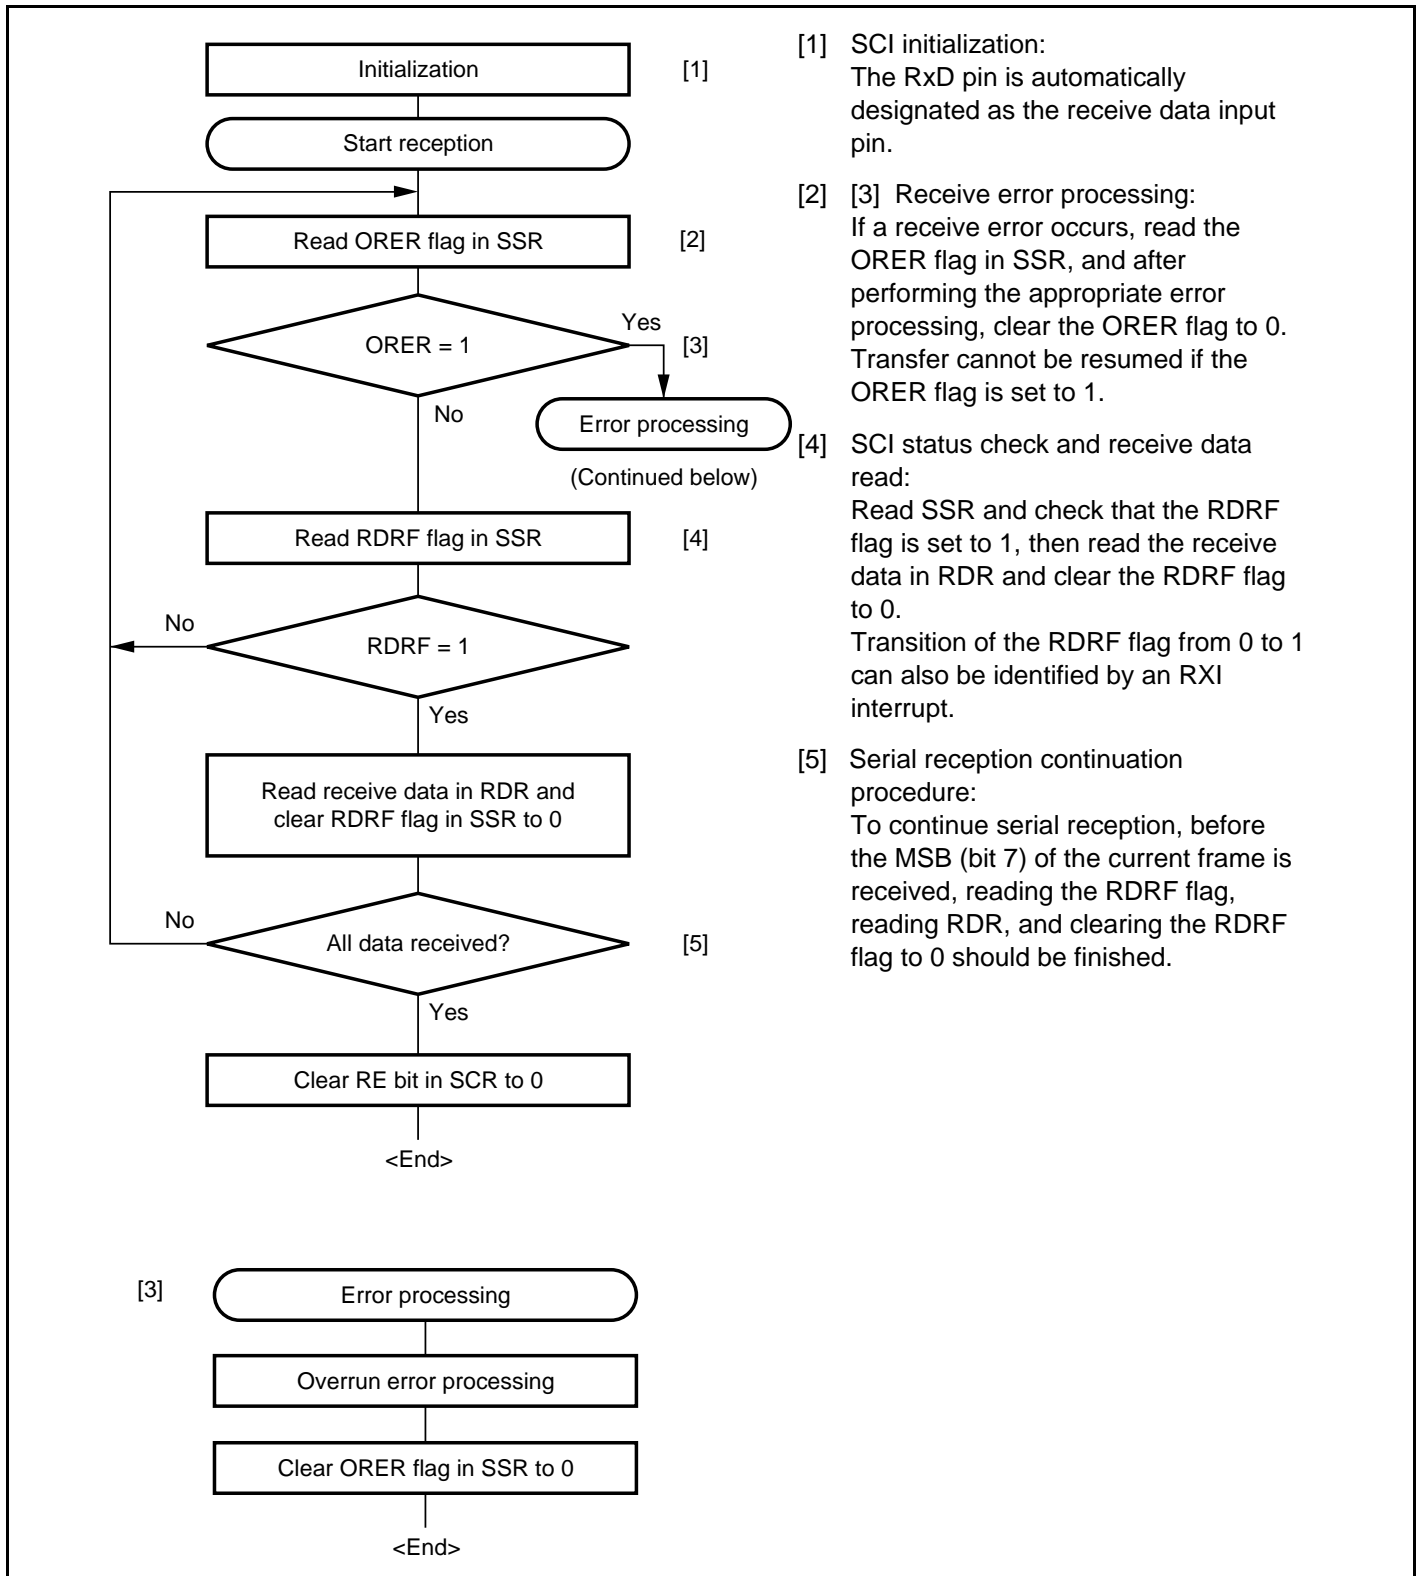 Initialization
[1]
Start reception
Read ORER flag in SSR
[2]
ORER = 1
Yes
[3]
No
Error processing
(Continued below)
Read RDRF flag in SSR
[4]
No
RDRF = 1
Yes
Read receive data in RDR and
clear RDRF flag in SSR to 0
No
All data received?
[5]
Yes
Clear RE bit in SCR to 0
<End>
[3]
Error processing
Overrun error processing
Clear ORER flag in SSR to 0
<End>
[1] SCI initialization:
The RxD pin is automatically
designated as the receive data input
pin.
[2] [3] Receive error processing:
If a receive error occurs, read the
ORER flag in SSR, and after
performing the appropriate error
processing, clear the ORER flag to 0.
Transfer cannot be resumed if the
ORER flag is set to 1.
[4] SCI status check and receive data
read:
Read SSR and check that the RDRF
flag is set to 1, then read the receive
data in RDR and clear the RDRF flag
to 0.
Transition of the RDRF flag from 0 to 1
can also be identified by an RXI
interrupt.
[5] Serial reception continuation
procedure:
To continue serial reception, before
the MSB (bit 7) of the current frame is
received, reading the RDRF flag,
reading RDR, and clearing the RDRF
flag to 0 should be finished.